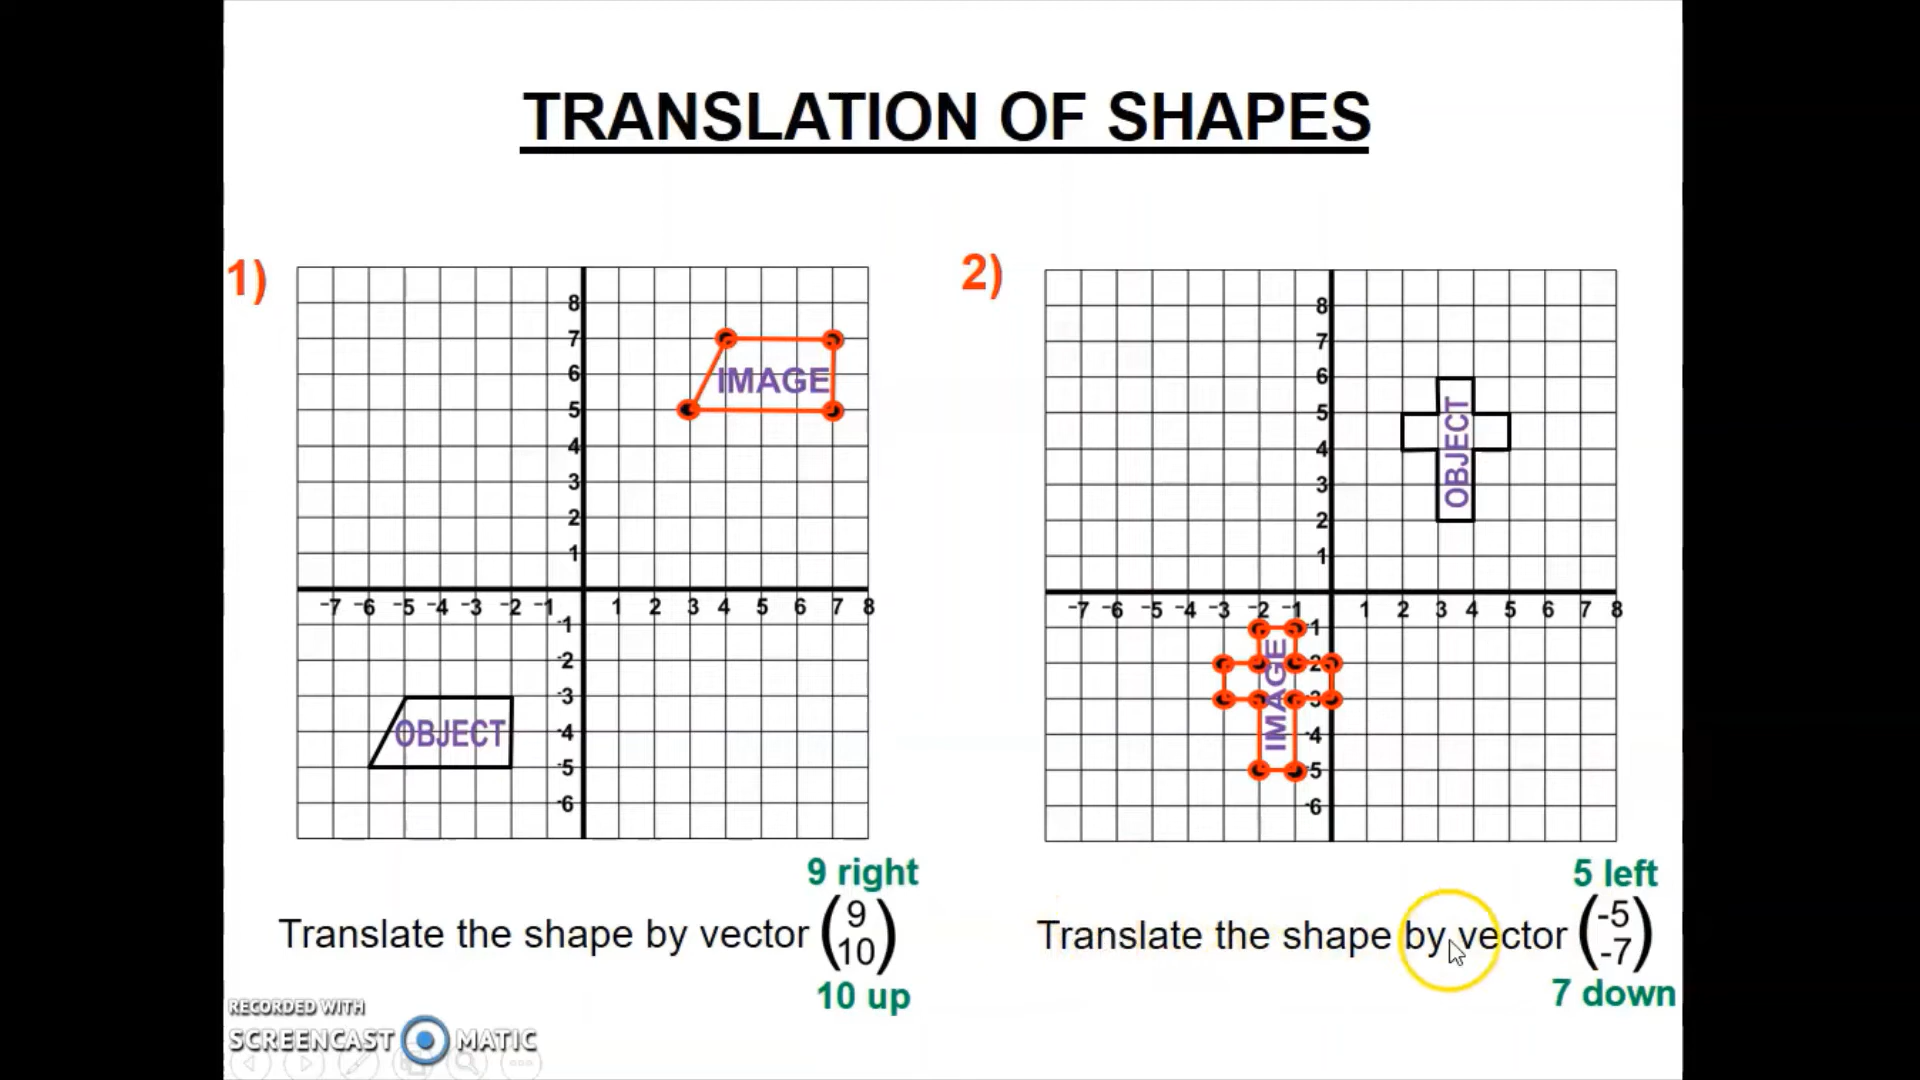 TRANSLATION OF SHAPES
1)
8
7
6
5
4
3
2
1
-7 -6 -5 -4 -3 -2 -1 1 2 3 4 5 6 7 8
-1
-2
-3
-4
-5
-6
IMAGE
OBJECT
9 right
Translate the shape by vector (9
10)
10 up
2)
8
7
6
5
4
3
2
1
-7 -6 -5 -4 -3 -2 -1 1 2 3 4 5 6 7 8
-1
-2
-3
-4
-5
-6
OBJECT
IMAGE
5 left
Translate the shape by vector (-5
-7)
7 down
RECORDED WITH
SCREENCAST MATIC